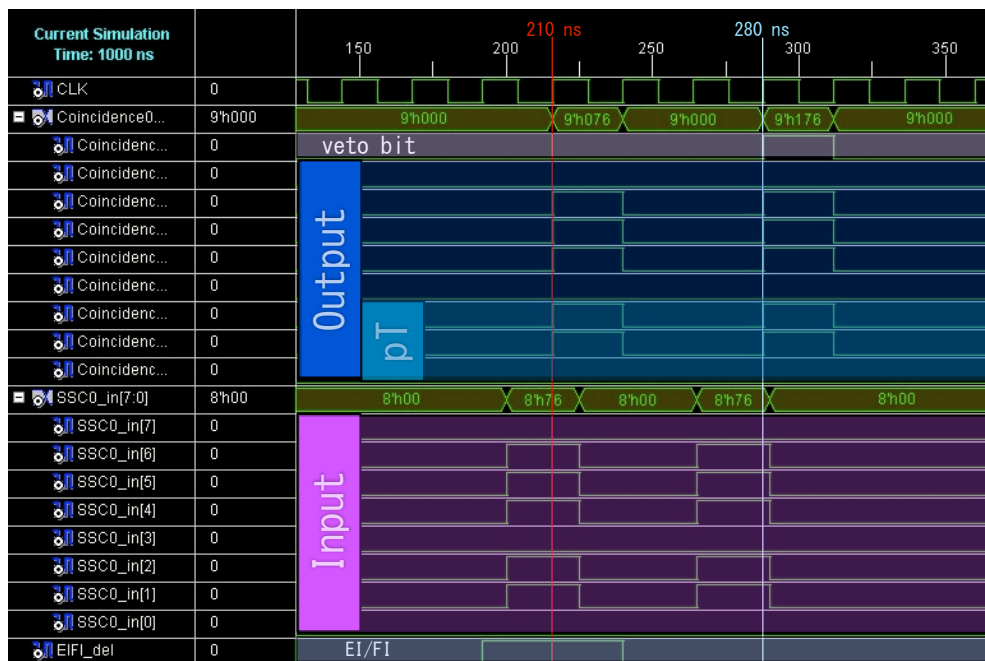 Current Simulation
Time: 1000 ns
210 ns
280 ns
150
200
250
300
350
CLK 0
Coincidence0... 9'h000 9'h000 9'h076 9'h000 9'h176 9'h000
Coincidenc... 0 veto bit
Coincidenc... 0
Coincidenc... 0
Coincidenc... 0
Coincidenc... 0
Coincidenc... 0
Coincidenc... 0
Coincidenc... 0
Coincidenc... 0
Output
pT
SSC0_in[7:0] 8'h00 8'h00 8'h76 8'h00 8'h76 8'h00
SSC0_in[7] 0
SSC0_in[6] 0
SSC0_in[5] 0
SSC0_in[4] 0
SSC0_in[3] 0
SSC0_in[2] 0
SSC0_in[1] 0
SSC0_in[0] 0
Input
EIFI_del 0 EI/FI